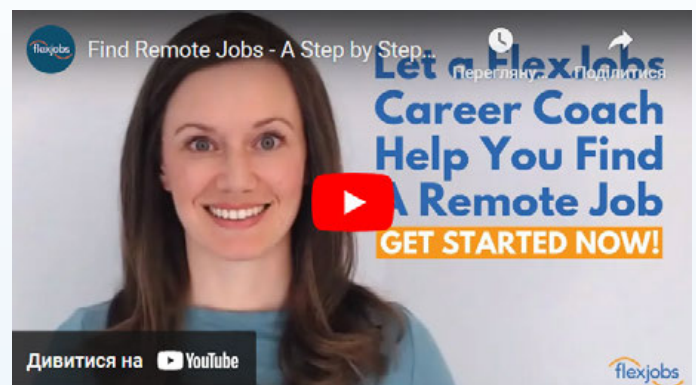 flexjobs
Find Remote Jobs - A Step by Step...
Перегляну...
Поділитися
Let a FlexJobs
Career Coach
Help You Find
A Remote Job
GET STARTED NOW!
Дивитися на YouTube
flexjobs